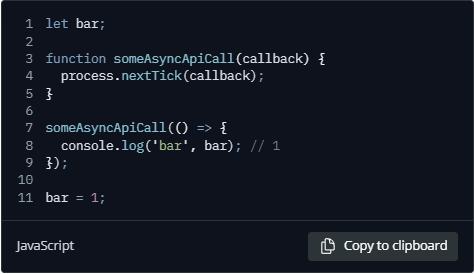 1 let bar;
2
3 function someAsyncApiCall(callback) {
4   process.nextTick(callback);
5 }
6
7 someAsyncApiCall(() => {
8   console.log('bar', bar); // 1
9 });
10
11 bar = 1;
JavaScript
Copy to clipboard